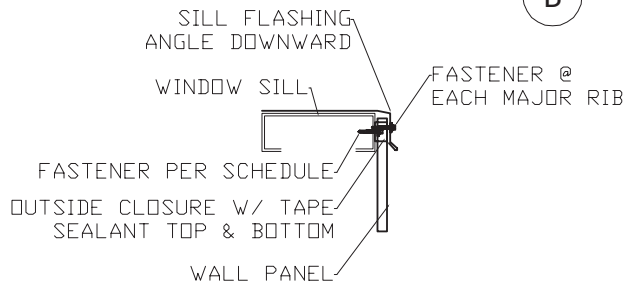 B
SILL FLASHING
ANGLE DOWNWARD
WINDOW SILL
FASTENER @
EACH MAJOR RIB
FASTENER PER SCHEDULE
OUTSIDE CLOSURE W/ TAPE
SEALANT TOP & BOTTOM
WALL PANEL